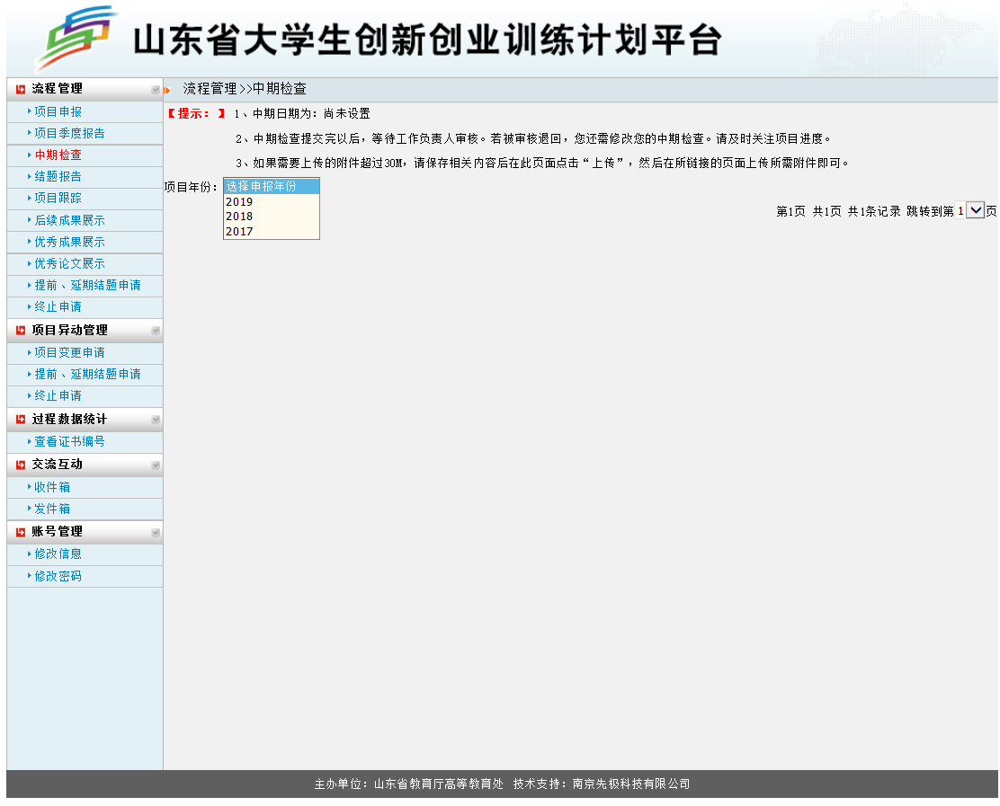 山东省大学生创新创业训练计划平台
流程管理
项目申报
项目季度报告
中期检查
结题报告
项目跟踪
后续成果展示
优秀成果展示
优秀论文展示
提前、延期结题申请
终止申请
项目异动管理
项目变更申请
提前、延期结题申请
终止申请
过程数据统计
查看证书编号
交流互动
收件箱
发件箱
账号管理
修改信息
修改密码
流程管理>>中期检查
【提示：】 1、中期日期为：尚未设置
2、中期检查提交完以后，等待工作负责人审核。若被审核退回，您还需修改您的中期检查。请及时关注项目进度。
3、如果需要上传的附件超过30M，请保存相关内容后在此页面点击“上传”，然后在所链接的页面上传所需附件即可。
项目年份： 选择申报年份
2019
2018
2017
第1页 共1页 共1条记录 跳转到第 1 页
主办单位：山东省教育厅高等教育处 技术支持：南京先极科技有限公司